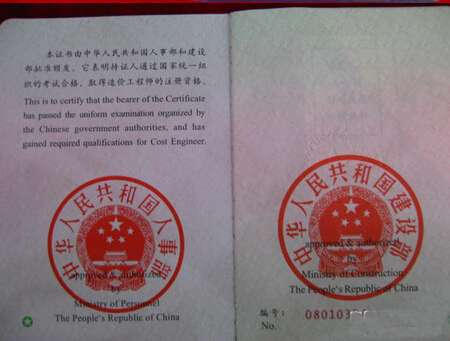 本证书由中华人民共和国人事部和建设
部批准颁发。它表明持证人通过国家统一组
织的考试合格，取得造价工程师的注册资格。
This is to certify that the bearer of the Certificate
has passed the uniform examination organized by
the Chinese government authorities, and has
gained required qualifications for Cost Engineer.
中华人民共和国人事部
approved & authorized
by
Ministry of Personnel
The People's Republic of China
中华人民共和国建设部
approved & authorized
by
Ministry of Construction
The People's Republic of China
编号：
No.
080103